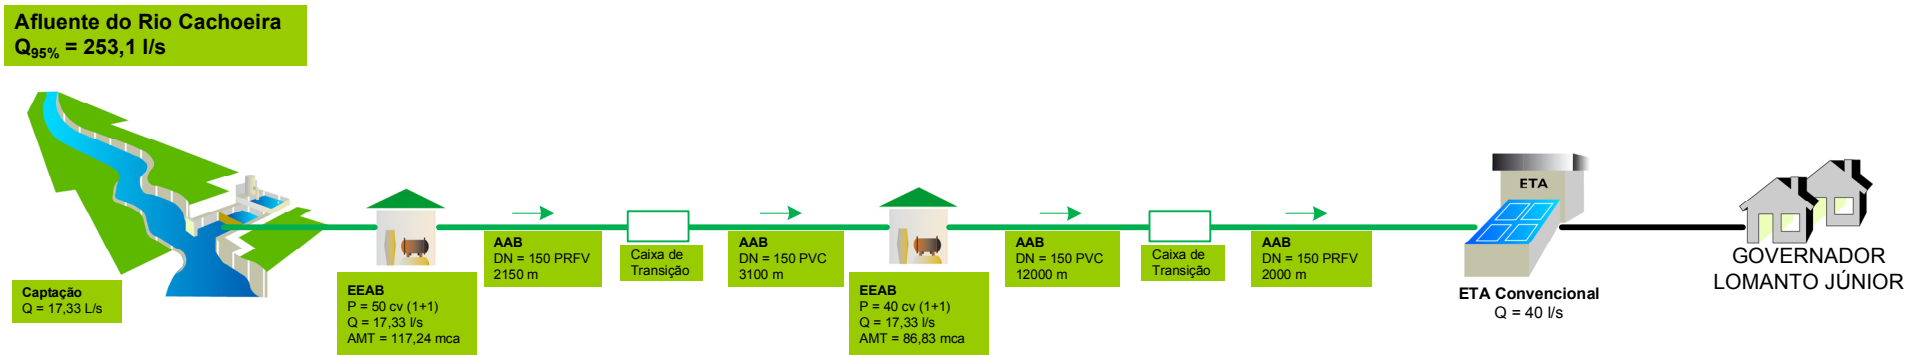 Afluente do Rio Cachoeira
Q95% = 253,1 l/s
Captação
Q = 17,33 L/s
EEAB
P = 50 cv (1+1)
Q = 17,33 l/s
AMT = 117,24 mca
AAB
DN = 150 PRFV
2150 m
Caixa de
Transição
AAB
DN = 150 PVC
3100 m
EEAB
P = 40 cv (1+1)
Q = 17,33 l/s
AMT = 86,83 mca
AAB
DN = 150 PVC
12000 m
Caixa de
Transição
AAB
DN = 150 PRFV
2000 m
ETA
ETA Convencional
Q = 40 l/s
GOVERNADOR
LOMANTO JÚNIOR